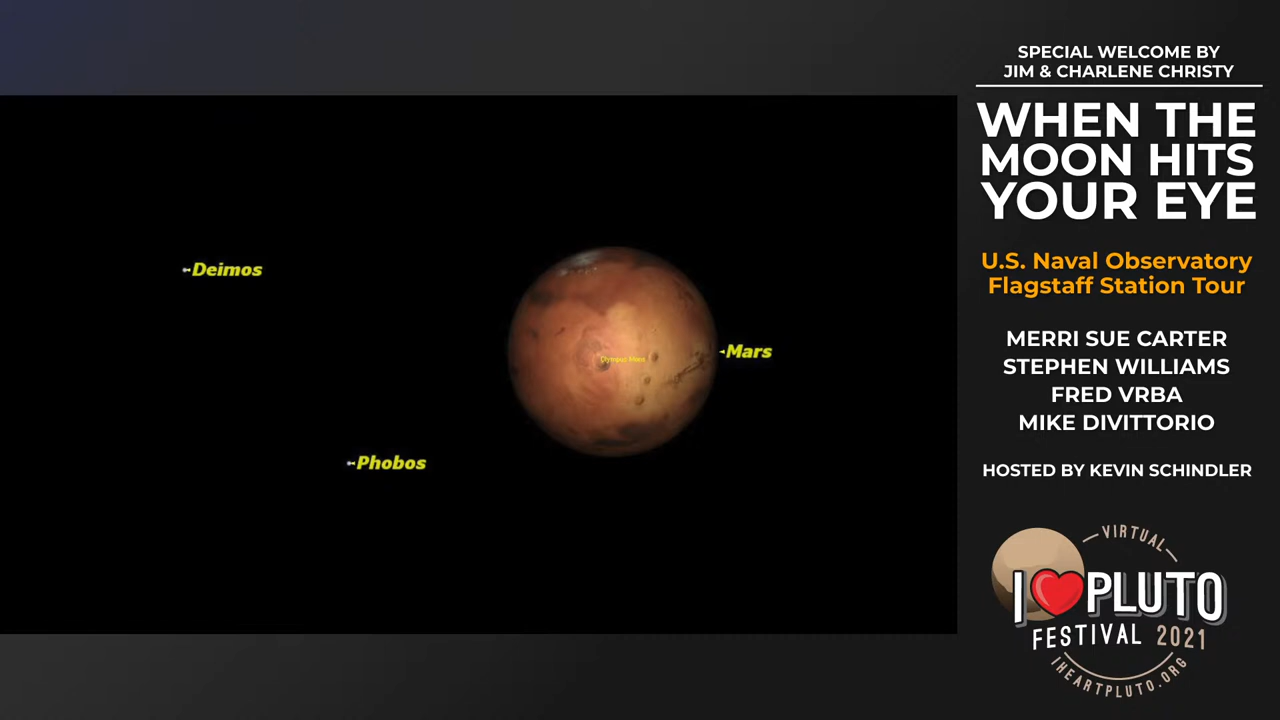 SPECIAL WELCOME BY
JIM & CHARLENE CHRISTY
WHEN THE
MOON HITS
YOUR EYE
U.S. Naval Observatory
Flagstaff Station Tour
MERRI SUE CARTER
STEPHEN WILLIAMS
FRED VRBA
MIKE DIVITTORIO
HOSTED BY KEVIN SCHINDLER
VIRTUAL
I PLUTO
FESTIVAL 2021
IHEARTPLUTO.ORG
Deimos
Mars
Olympus Mons
Phobos